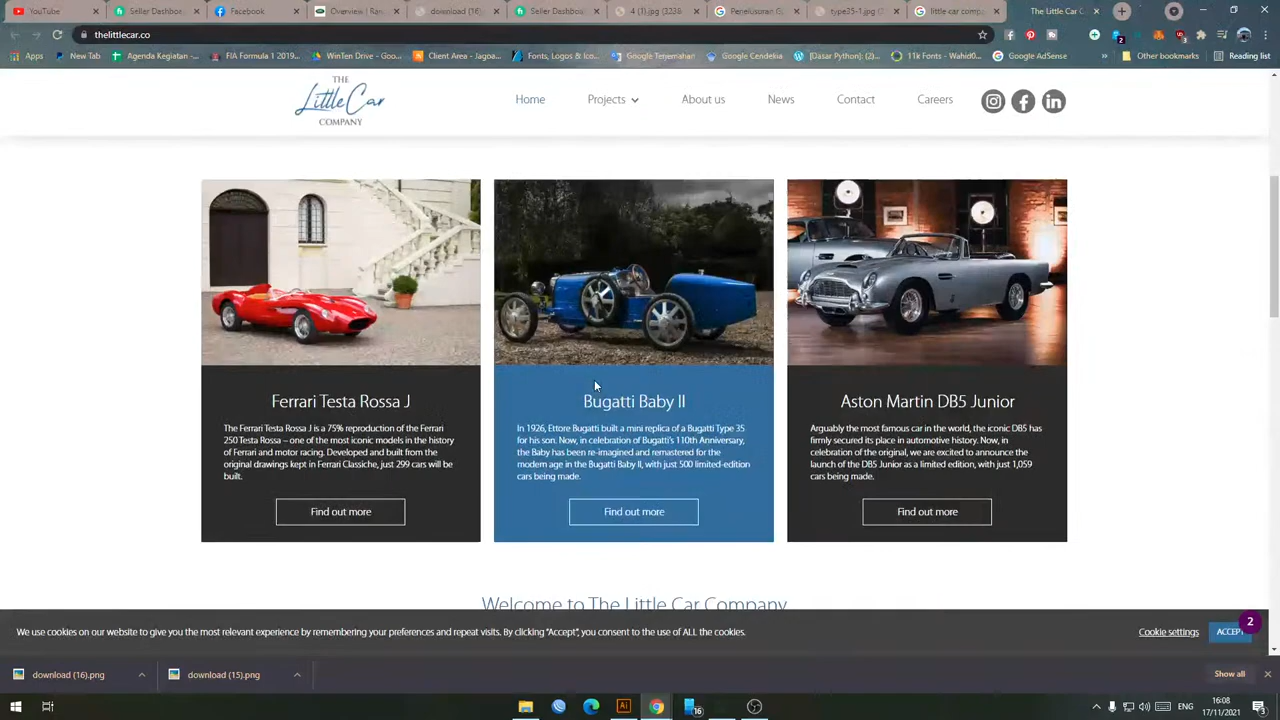 YouTube
Seller Dashboa
Facebook
Review (1)
download (16)
Seller Dashbo
4 (1).jpg (3238
Penelusuran G
type35-1.jpg
little car comp
The Little Car C
thelittlecar.co
Apps
New Tab
Agenda Kegiatan -...
FIA Formula 1 2019...
WinTen Drive - Goo...
Client Area - Jagoa...
Fonts, Logos & Ico...
Google Terjemahan
Google Cendekia
[Dasar Python] (2)...
11k Fonts - Wahid0...
Google AdSense
Other bookmarks
Reading list
THE
LittleCar
COMPANY
Home
Projects
About us
News
Contact
Careers
Ferrari Testa Rossa J
The Ferrari Testa Rossa J is a 75% reproduction of the Ferrari
250 Testa Rossa – one of the most iconic models in the history
of Ferrari and motor racing. Developed and built from the
original drawings kept in Ferrari Classiche, just 299 cars will be
built.
Find out more
Bugatti Baby II
In 1926, Ettore Bugatti built a mini replica of a Bugatti Type 35
for his son. Now, in celebration of Bugatti's 110th Anniversary,
the Baby has been re-imagined and remastered for the
modern age in the Bugatti Baby II, with just 500 limited-edition
cars being made.
Find out more
Aston Martin DB5 Junior
Arguably the most famous car in the world, the iconic DB5 has
firmly secured its place in automotive history. Now, in
celebration of the original, we are excited to announce the
launch of the DB5 Junior as a limited edition, with just 1,059
cars being made.
Find out more
Welcome to The Little Car Company
We use cookies on our website to give you the most relevant experience by remembering your preferences and repeat visits. By clicking "Accept", you consent to the use of ALL the cookies.
Cookie settings
ACCEPT
2
download (16).png
download (15).png
Show all
ENG
16:08
17/11/2021